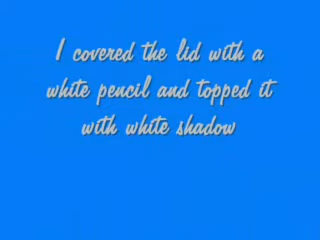 I covered the lid with a
white pencil and topped it
with white shadow